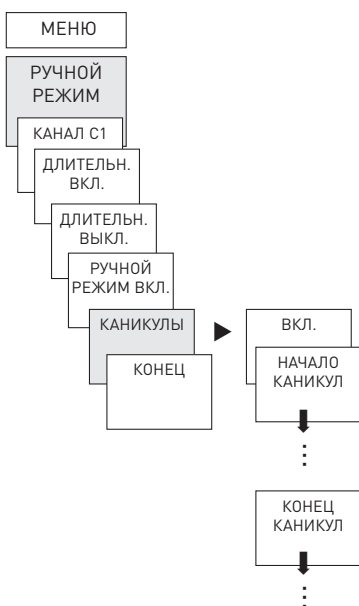 МЕНЮ
РУЧНОЙ
РЕЖИМ
КАНАЛ C1
ДЛИТЕЛЬН.
ВКЛ.
ДЛИТЕЛЬН.
ВЫКЛ.
РУЧНОЙ
РЕЖИМ ВКЛ.
КАНИКУЛЫ
КОНЕЦ
ВКЛ.
НАЧАЛО
КАНИКУЛ
КОНЕЦ
КАНИКУЛ